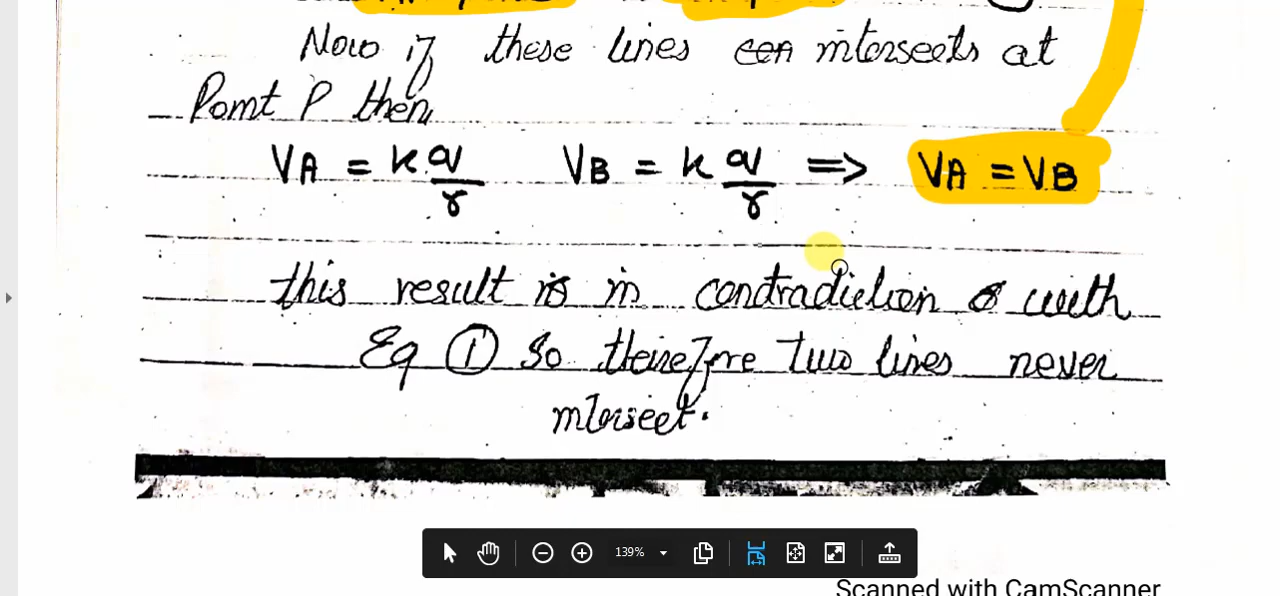 Now if these lines can intersects at
Point P then,
VA = k q/r VB = k q/r => VA = VB
this result is in contradiction with
Eq ① So therefore two lines never
intersect.
139%
Scanned with CamScanner